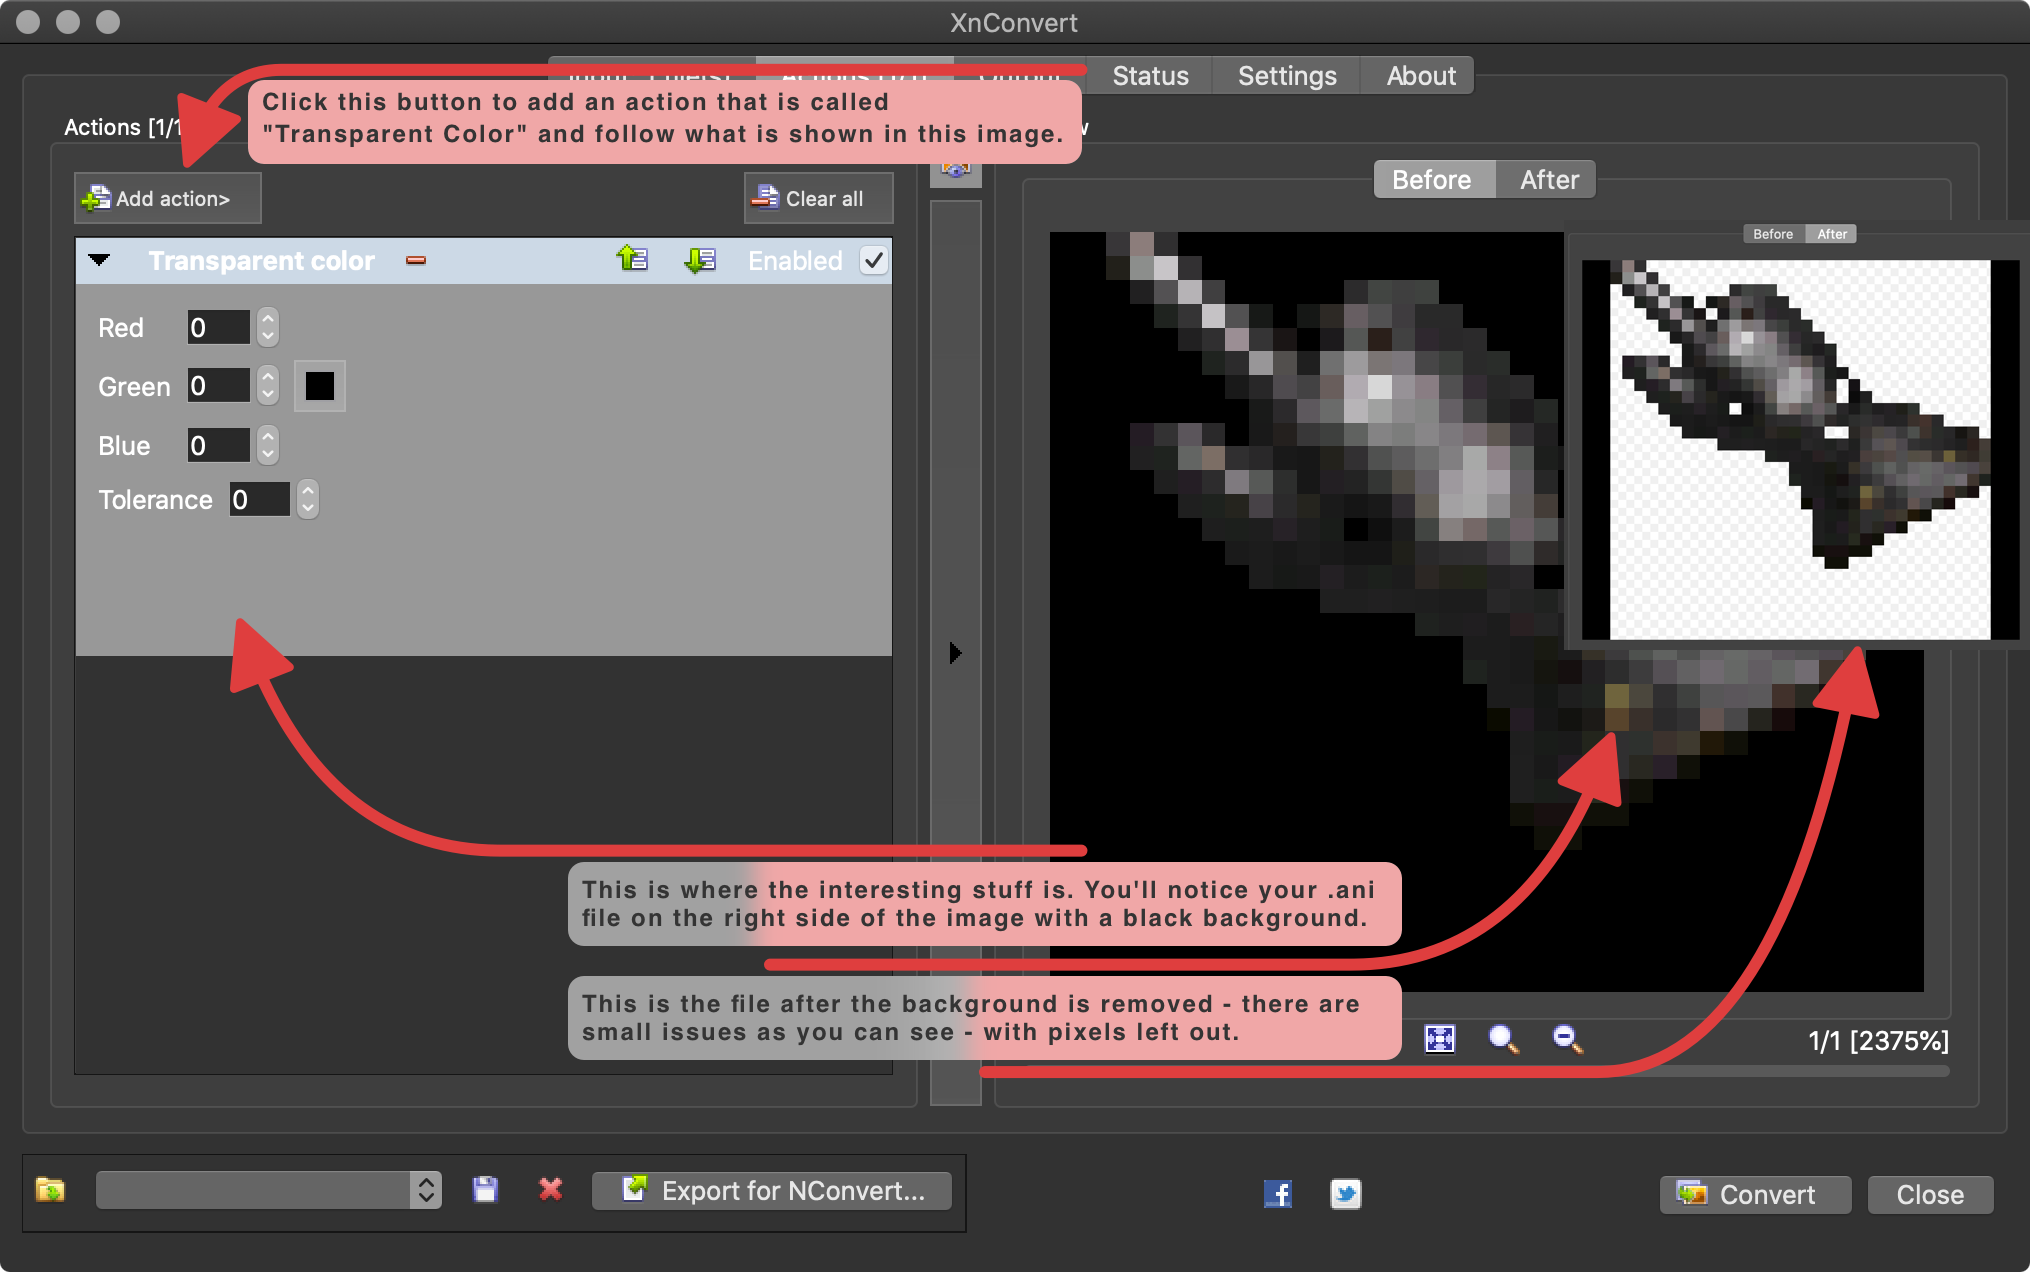 XnConvert
Status
Settings
About
Click this button to add an action that is called
"Transparent Color" and follow what is shown in this image.
Actions [1/1
Add action>
Clear all
Before
After
Before
After
Transparent color
Enabled
Red
0
Green
0
Blue
0
Tolerance
0
This is where the interesting stuff is. You'll notice your .ani
file on the right side of the image with a black background.
This is the file after the background is removed - there are
small issues as you can see - with pixels left out.
1/1 [2375%]
Export for NConvert...
Convert
Close